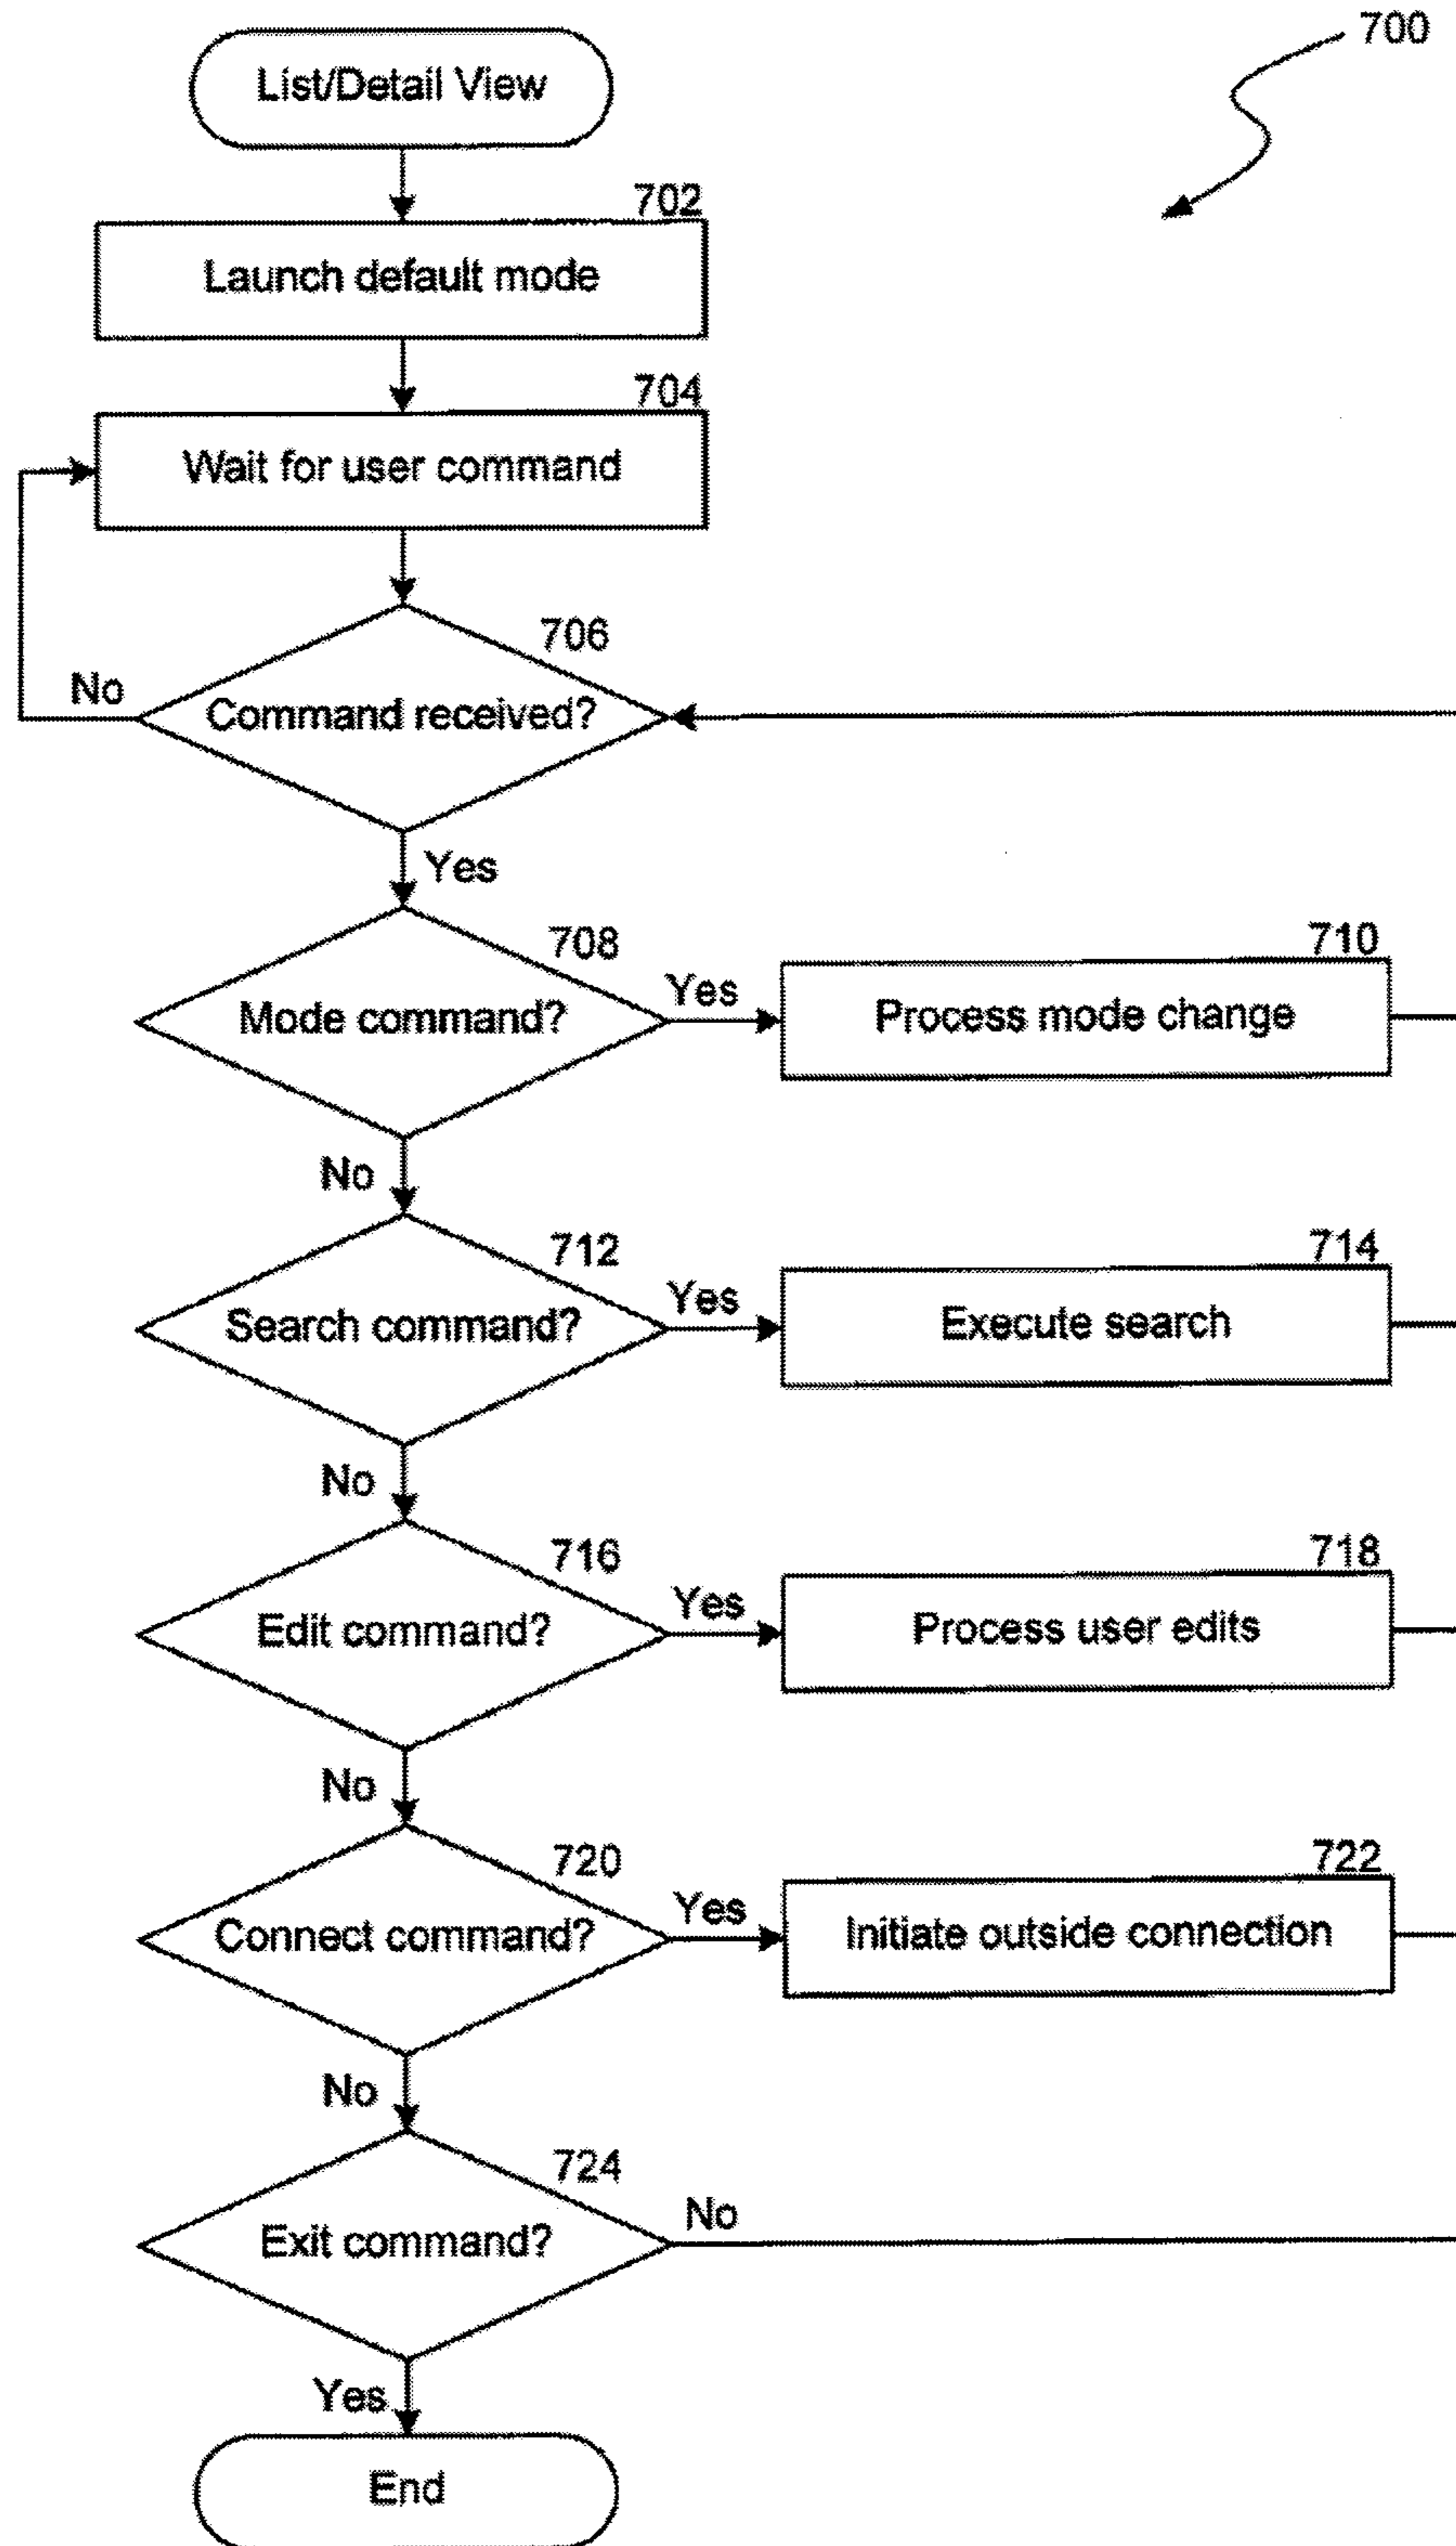 700
List/Detail View
702
Launch default mode
704
Wait for user command
706
No
Command received?
Yes
708
Mode command?
Yes
710
Process mode change
No
712
Search command?
Yes
714
Execute search
No
716
Edit command?
Yes
718
Process user edits
No
720
Connect command?
Yes
722
Initiate outside connection
No
724
Exit command?
No
Yes
End